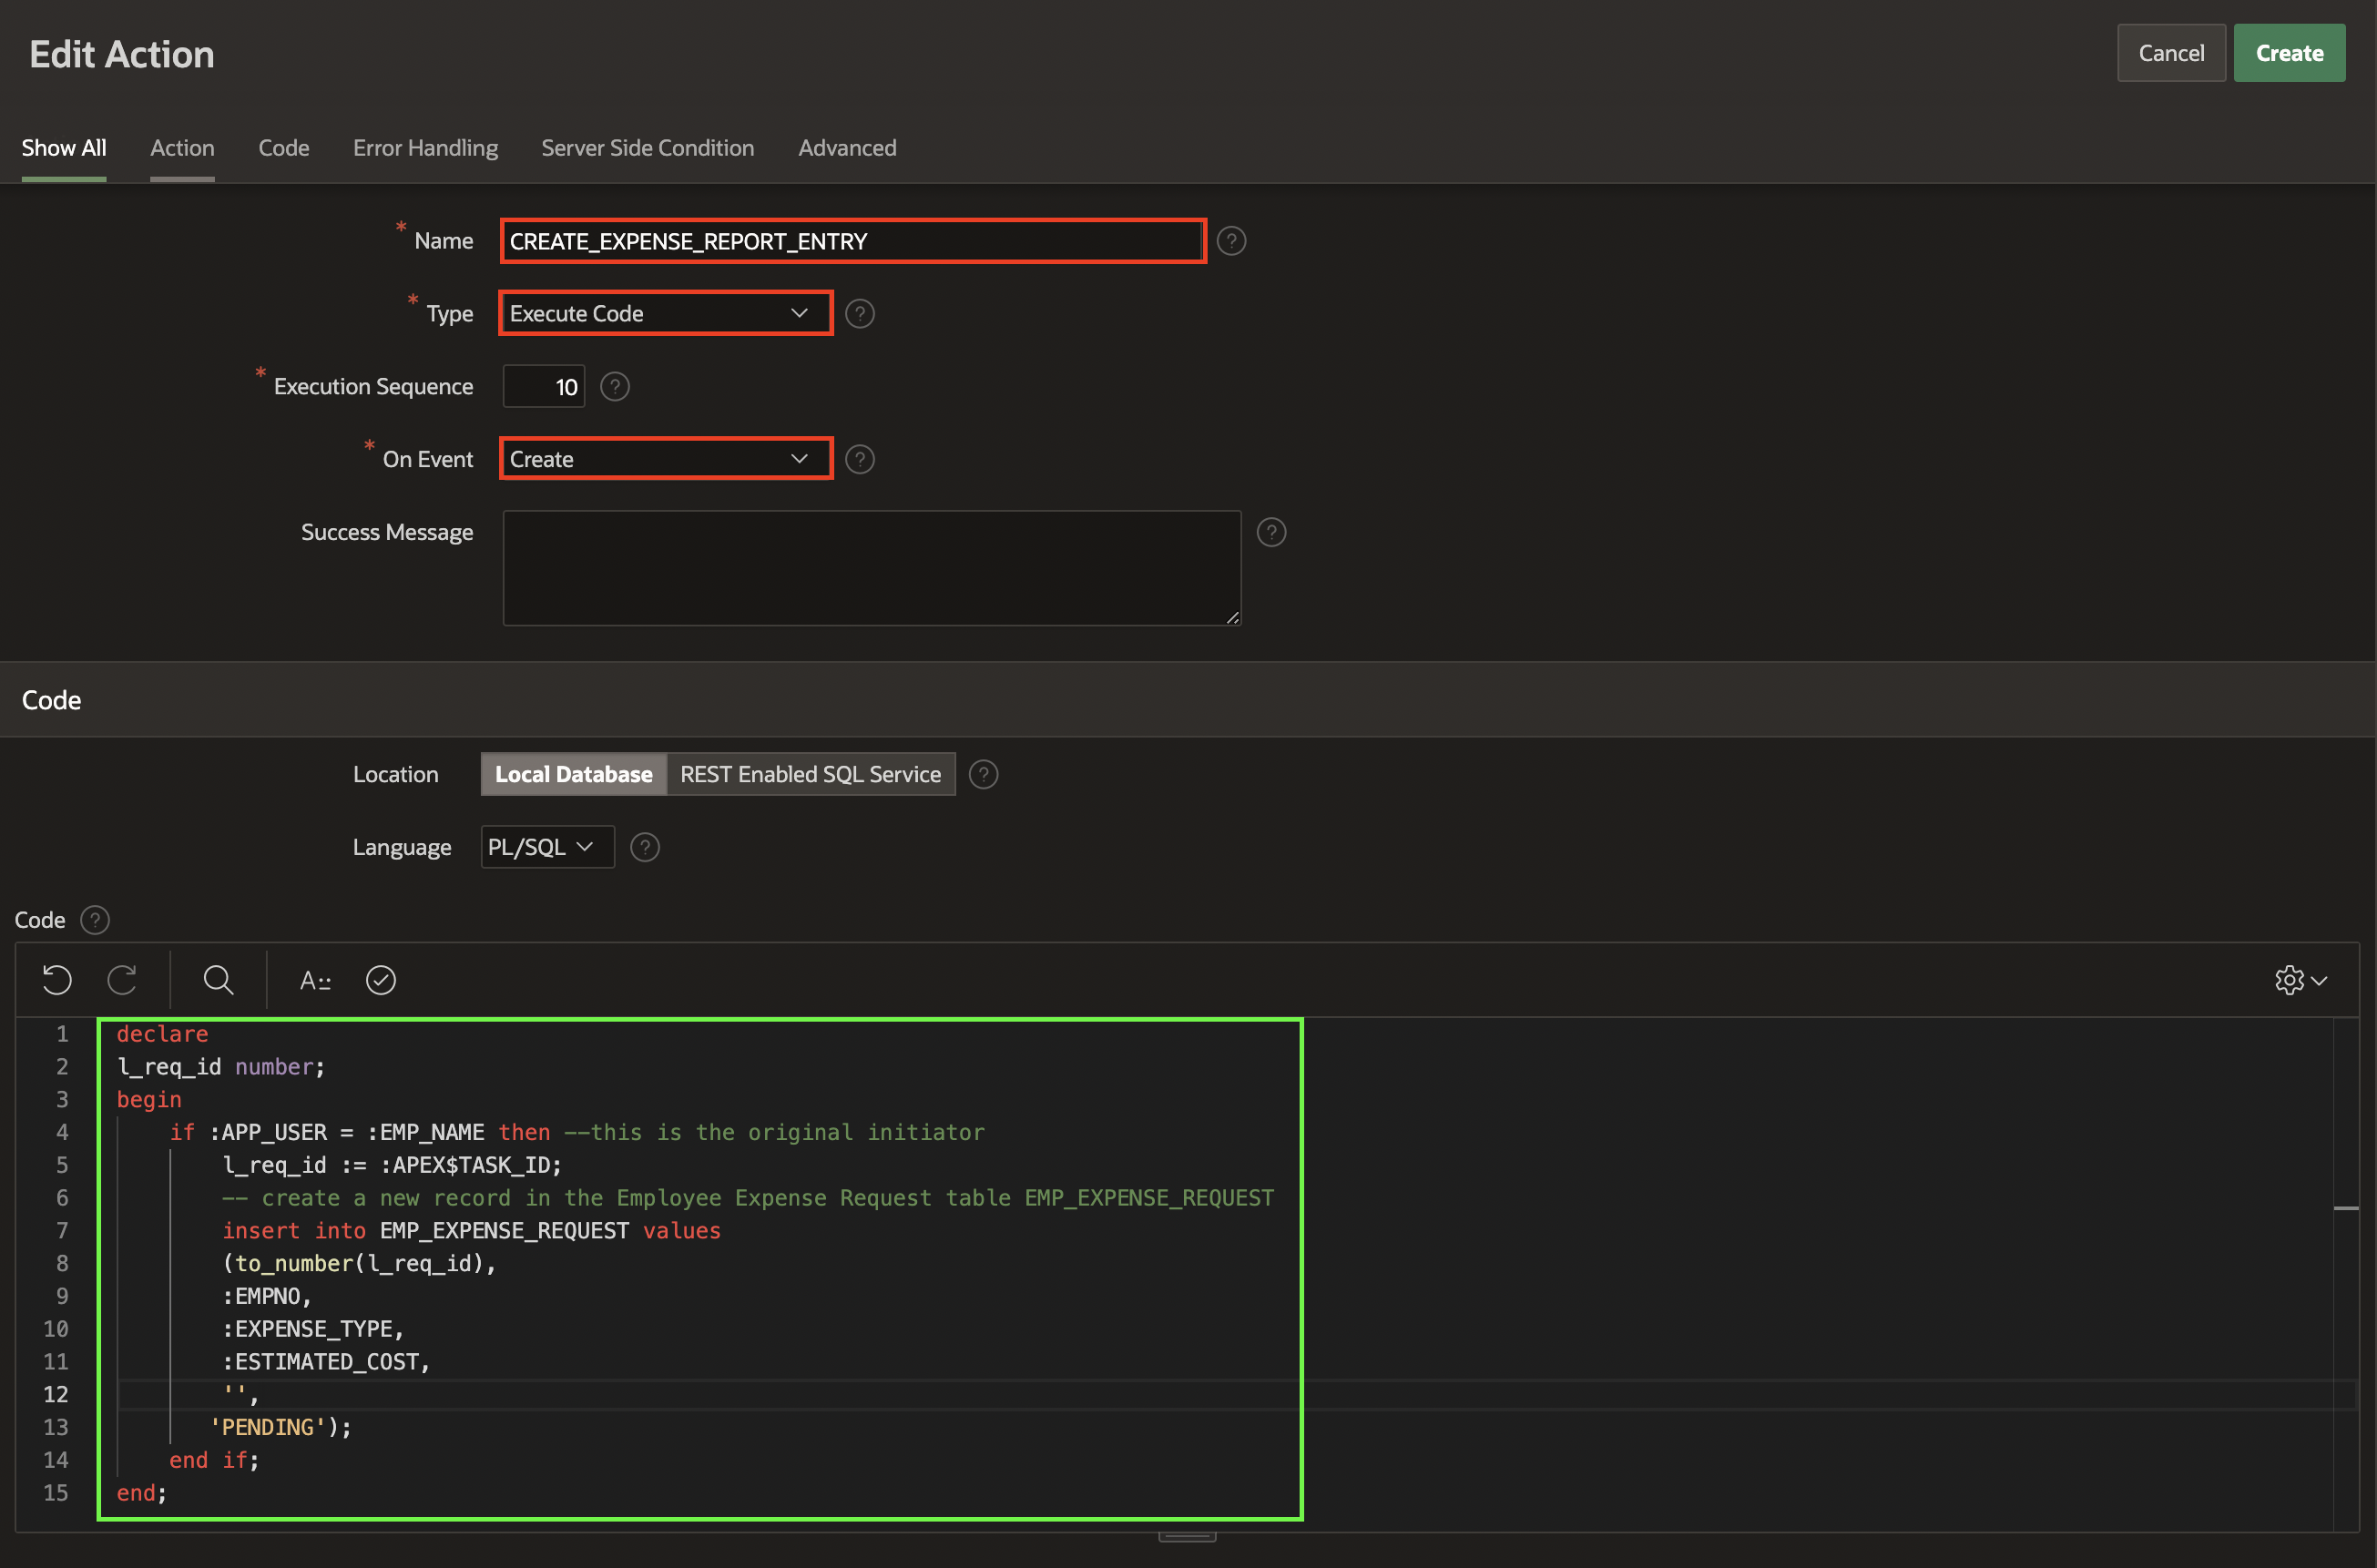 Edit Action
Cancel
Create
Show All
Action
Code
Error Handling
Server Side Condition
Advanced
* Name
CREATE_EXPENSE_REPORT_ENTRY
?
* Type
Execute Code
?
* Execution Sequence
10
?
* On Event
Create
?
Success Message
?
Code
Location
Local Database
REST Enabled SQL Service
?
Language
PL/SQL
?
Code
?
A::
1 declare
2 l_req_id number;
3 begin
4     if :APP_USER = :EMP_NAME then --this is the original initiator
5         l_req_id := :APEX$TASK_ID;
6         -- create a new record in the Employee Expense Request table EMP_EXPENSE_REQUEST
7         insert into EMP_EXPENSE_REQUEST values
8         (to_number(l_req_id),
9         :EMPNO,
10         :EXPENSE_TYPE,
11         :ESTIMATED_COST,
12         '',
13        'PENDING');
14     end if;
15 end;